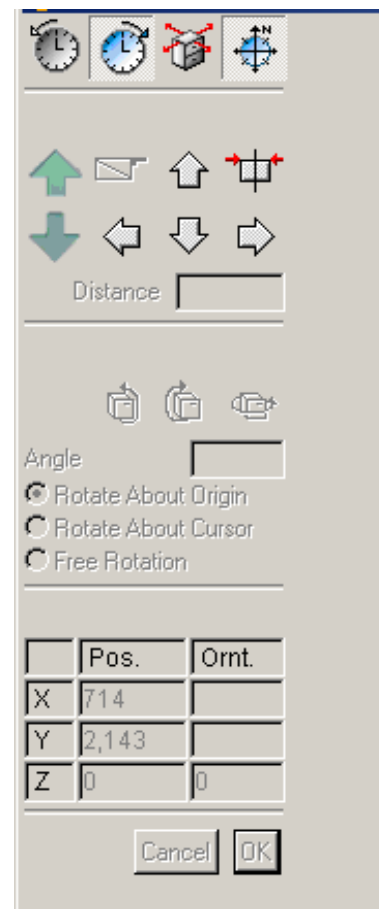 N
Distance
Angle
Rotate About Origin
Rotate About Cursor
Free Rotation
Pos. Ornt.
X 714
Y 2,143
Z 0 0
Cancel OK